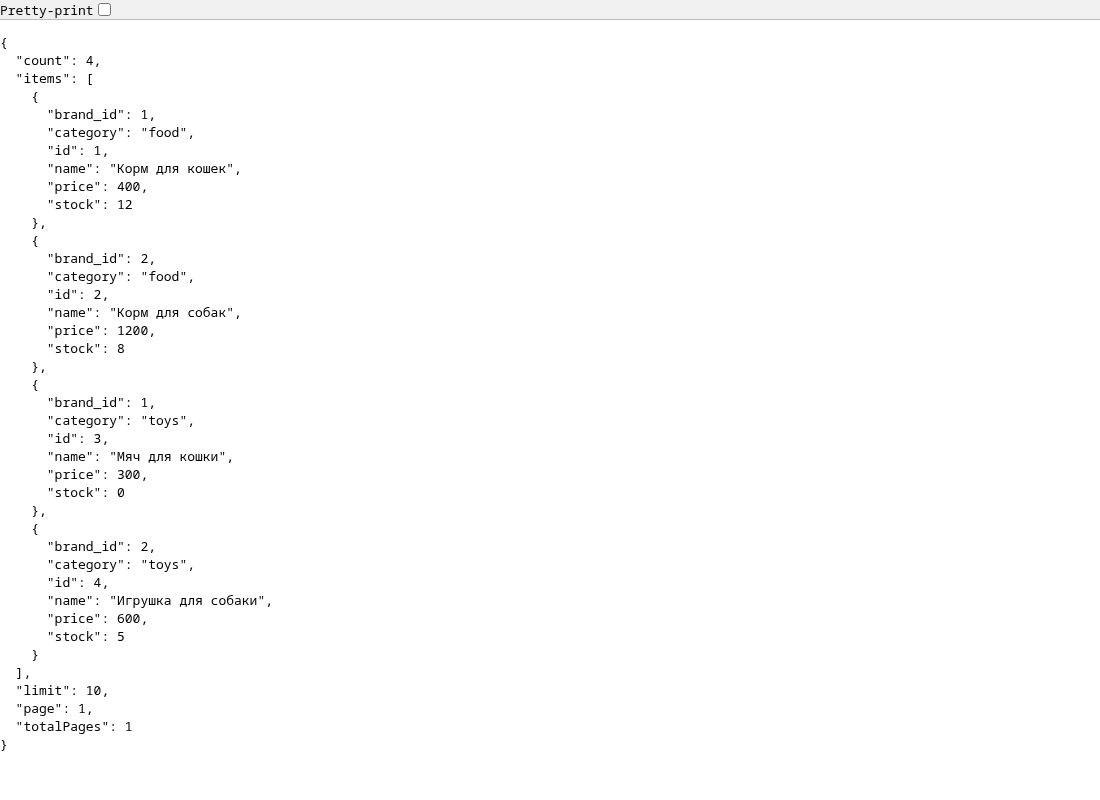 Pretty-print
{
  "count": 4,
  "items": [
    {
      "brand_id": 1,
      "category": "food",
      "id": 1,
      "name": "Корм для кошек",
      "price": 400,
      "stock": 12
    },
    {
      "brand_id": 2,
      "category": "food",
      "id": 2,
      "name": "Корм для собак",
      "price": 1200,
      "stock": 8
    },
    {
      "brand_id": 1,
      "category": "toys",
      "id": 3,
      "name": "Мяч для кошки",
      "price": 300,
      "stock": 0
    },
    {
      "brand_id": 2,
      "category": "toys",
      "id": 4,
      "name": "Игрушка для собаки",
      "price": 600,
      "stock": 5
    }
  ],
  "limit": 10,
  "page": 1,
  "totalPages": 1
}